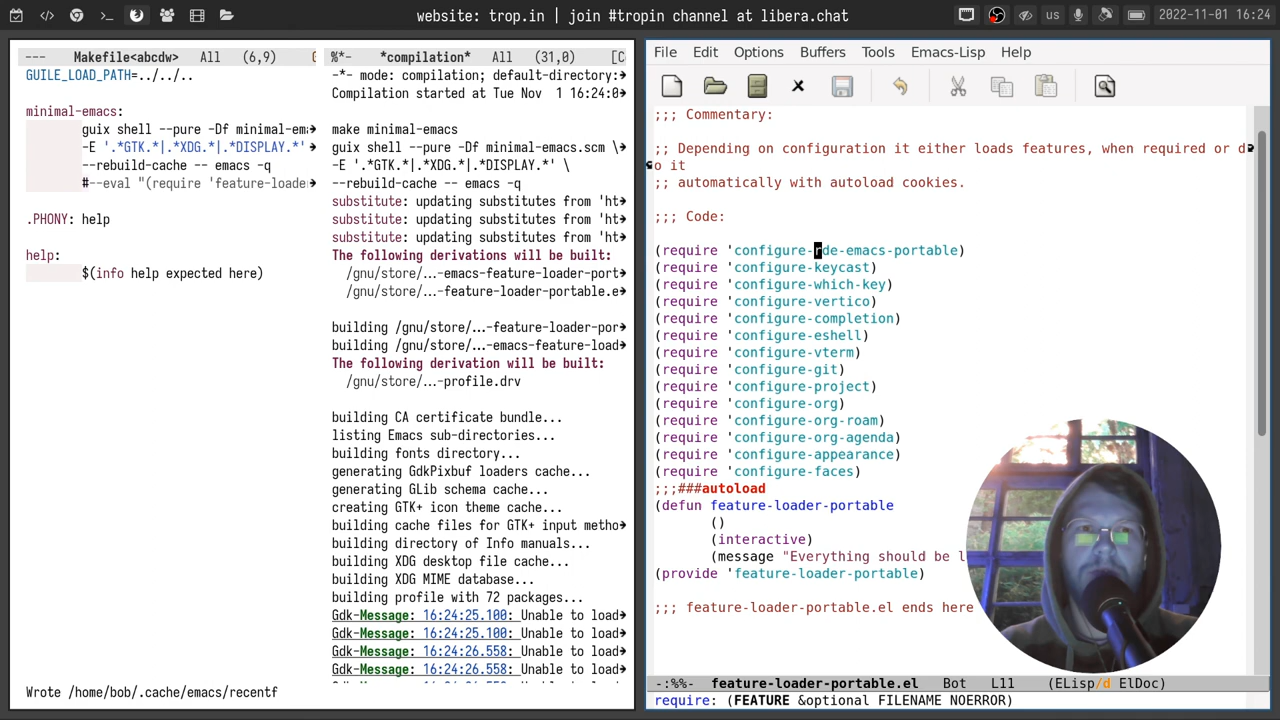 website: trop.in | join #tropin channel at libera.chat
us
2022-11-01 16:24
--- Makefile<abcdw> All (6,9)
GUILE_LOAD_PATH=../../..
minimal-emacs:
guix shell --pure -Df minimal-em
-E '.*GTK.*|.*XDG.*|.*DISPLAY.*'
--rebuild-cache -- emacs -q
#--eval "(require 'feature-loade
.PHONY: help
help:
$(info help expected here)
Wrote /home/bob/.cache/emacs/recentf
%*- *compilation* All (31,0) [C
-*- mode: compilation; default-directory:
Compilation started at Tue Nov 1 16:24:0
make minimal-emacs
guix shell --pure -Df minimal-emacs.scm \
-E '.*GTK.*|.*XDG.*|.*DISPLAY.*' \
--rebuild-cache -- emacs -q
substitute: updating substitutes from 'ht
substitute: updating substitutes from 'ht
substitute: updating substitutes from 'ht
The following derivations will be built:
/gnu/store/...-emacs-feature-loader-port
/gnu/store/...-feature-loader-portable.e
building /gnu/store/...-feature-loader-por
building /gnu/store/...-emacs-feature-load
The following derivation will be built:
/gnu/store/...-profile.drv
building CA certificate bundle...
listing Emacs sub-directories...
building fonts directory...
generating GdkPixbuf loaders cache...
generating GLib schema cache...
creating GTK+ icon theme cache...
building cache files for GTK+ input metho
building directory of Info manuals...
building XDG desktop file cache...
building XDG MIME database...
building profile with 72 packages...
Gdk-Message: 16:24:25.100: Unable to load
Gdk-Message: 16:24:25.100: Unable to load
Gdk-Message: 16:24:26.558: Unable to load
Gdk-Message: 16:24:26.558: Unable to load
File Edit Options Buffers Tools Emacs-Lisp Help
;;; Commentary:
;; Depending on configuration it either loads features, when required or d
o it
;; automatically with autoload cookies.
;;; Code:
(require 'configure-rde-emacs-portable)
(require 'configure-keycast)
(require 'configure-which-key)
(require 'configure-vertico)
(require 'configure-completion)
(require 'configure-eshell)
(require 'configure-vterm)
(require 'configure-git)
(require 'configure-project)
(require 'configure-org)
(require 'configure-org-roam)
(require 'configure-org-agenda)
(require 'configure-appearance)
(require 'configure-faces)
;;;###autoload
(defun feature-loader-portable
()
(interactive)
(message "Everything should be l
(provide 'feature-loader-portable)
;;; feature-loader-portable.el ends here
-:%%- feature-loader-portable.el Bot L11 (ELisp/d ElDoc)
require: (FEATURE &optional FILENAME NOERROR)